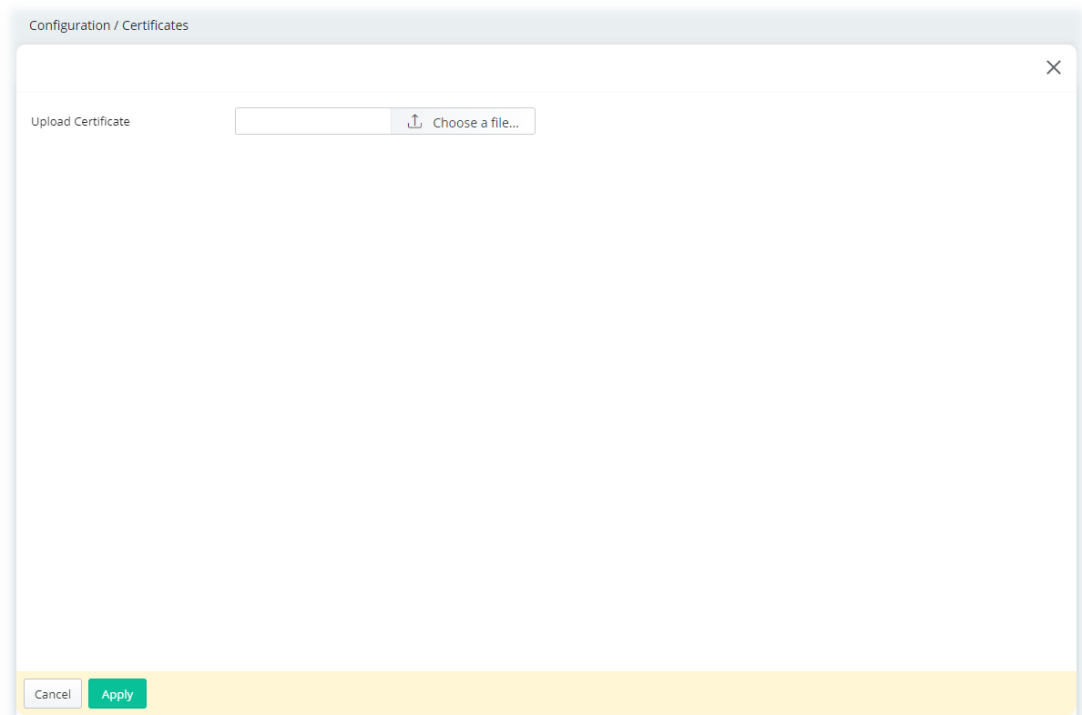 Configuration / Certificates
Upload Certificate
Choose a file...
Cancel
Apply